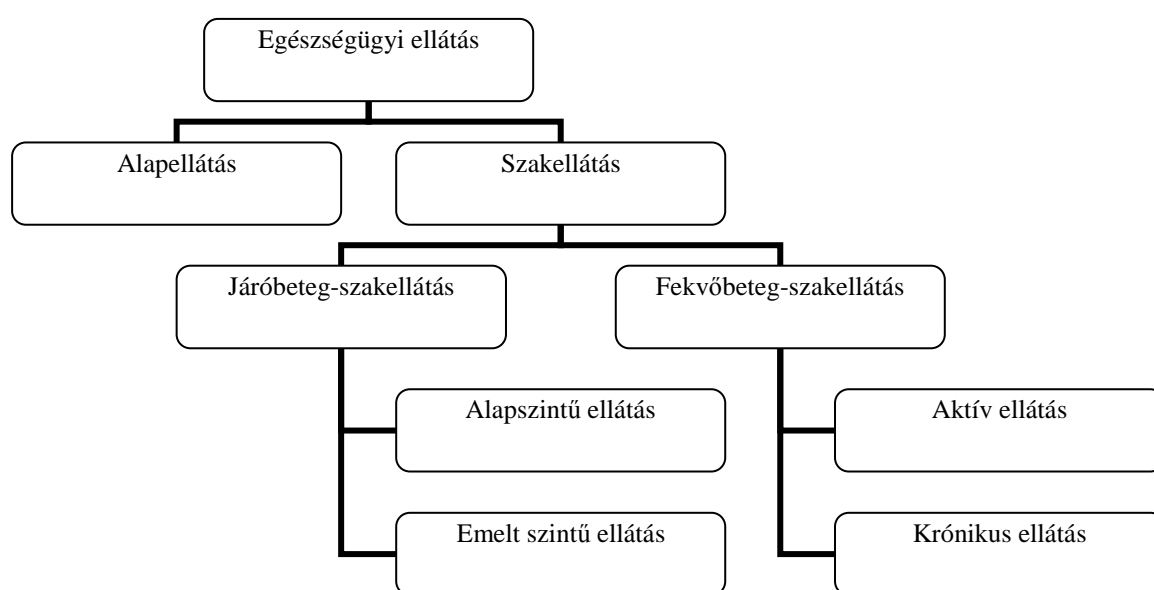 Egészségügyi ellátás
Alapellátás
Szakellátás
Járóbeteg-szakellátás
Fekvőbeteg-szakellátás
Alapszintű ellátás
Aktív ellátás
Emelt szintű ellátás
Krónikus ellátás